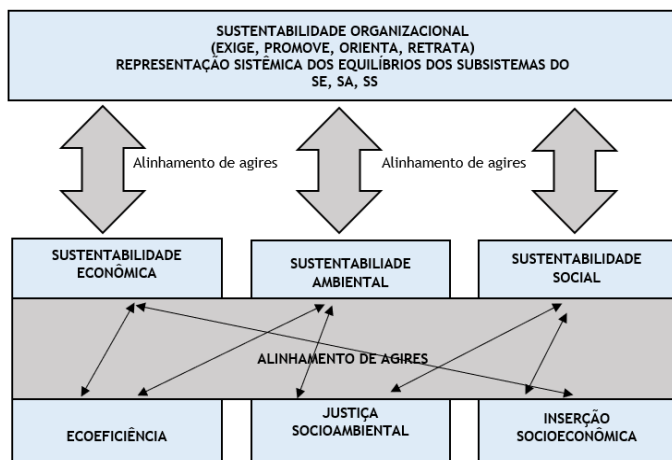 SUSTENTABILIDADE ORGANIZACIONAL
(EXIGE, PROMOVE, ORIENTA, RETRATA)
REPRESENTAÇÃO SISTÊMICA DOS EQUILÍBRIOS DOS SUBSISTEMAS DO
SE, SA, SS
Alinhamento de agires
Alinhamento de agires
SUSTENTABILIDADE
ECONÔMICA
SUSTENTABILIADE
AMBIENTAL
SUSTENTABILIDADE
SOCIAL
ALINHAMENTO DE AGIRES
ECOEFICIÊNCIA
JUSTIÇA
SOCIOAMBIENTAL
INSERÇÃO
SOCIOECONÔMICA